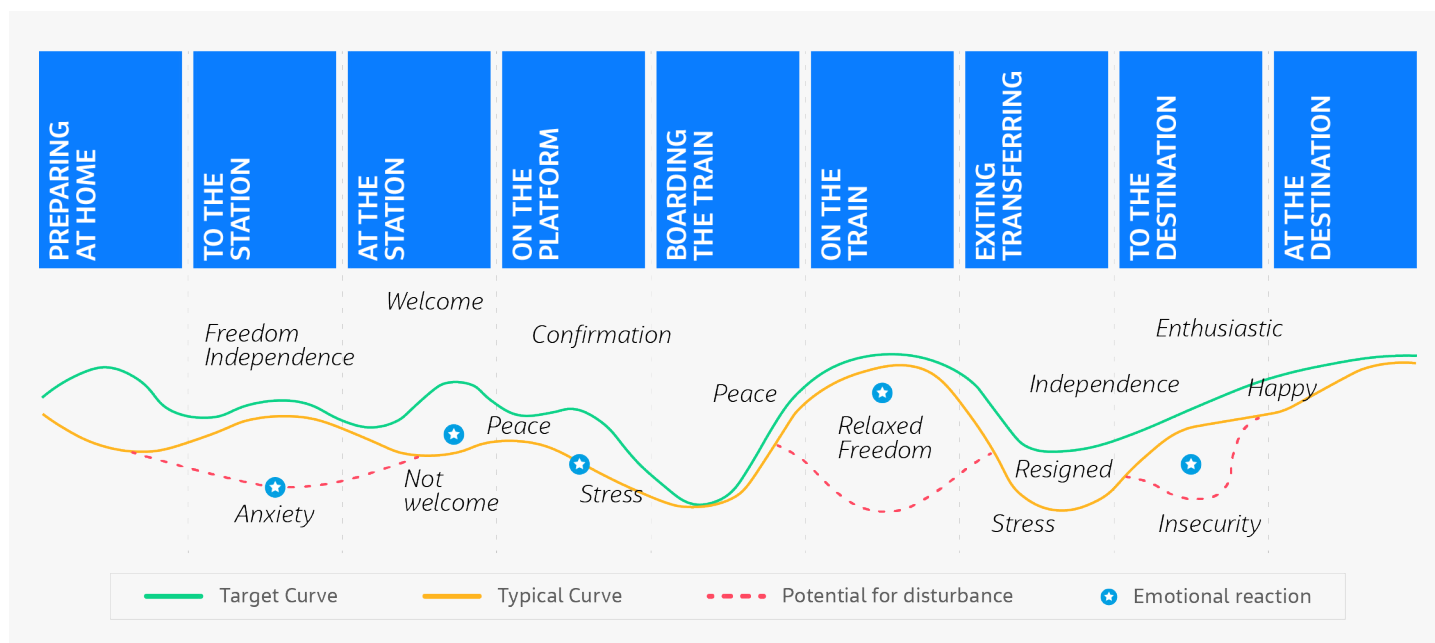 PREPARING
AT HOME
TO THE
STATION
AT THE
STATION
ON THE
PLATFORM
BOARDING
THE TRAIN
ON THE
TRAIN
EXITING
TRANSFERRING
TO THE
DESTINATION
AT THE
DESTINATION
Welcome
Freedom
Independence
Confirmation
Enthusiastic
Peace
Independence
Happy
Peace
Relaxed
Freedom
Not
welcome
Stress
Resigned
Anxiety
Stress
Insecurity
Target Curve
Typical Curve
Potential for disturbance
Emotional reaction